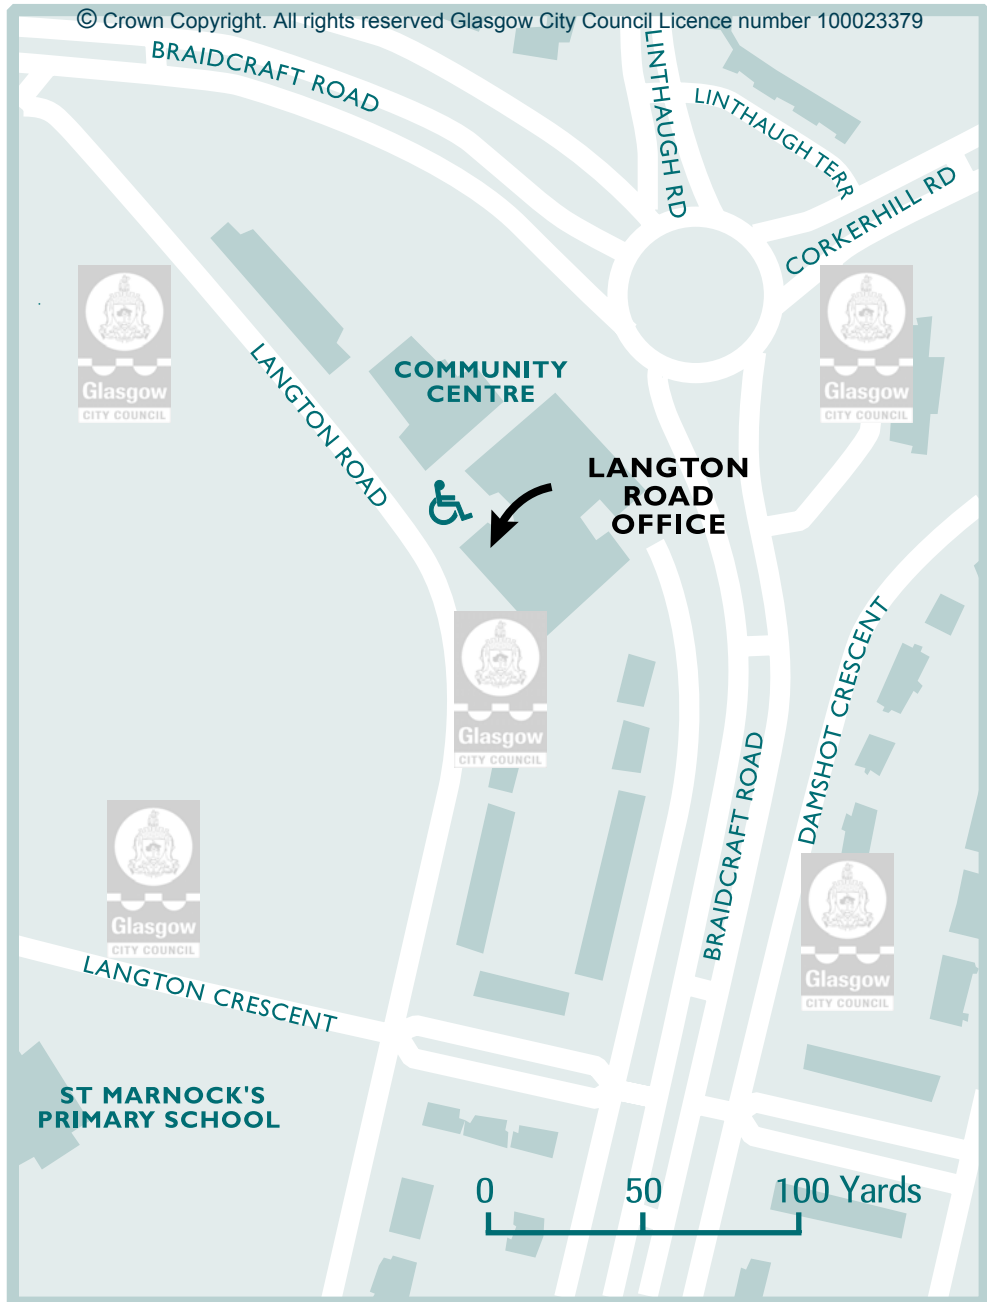 © Crown Copyright. All rights reserved Glasgow City Council Licence number 100023379
BRAIDCRAFT ROAD
LINTHAUGH RD
LINTHAUGH TERR
CORKERHILL RD
Glasgow
CITY COUNCIL
Glasgow
CITY COUNCIL
LANGTON ROAD
COMMUNITY
CENTRE
LANGTON
ROAD
OFFICE
DAMSHOT CRESCENT
Glasgow
CITY COUNCIL
BRAIDCRAFT ROAD
Glasgow
CITY COUNCIL
Glasgow
CITY COUNCIL
LANGTON CRESCENT
ST MARNOCK'S
PRIMARY SCHOOL
0 50 100 Yards